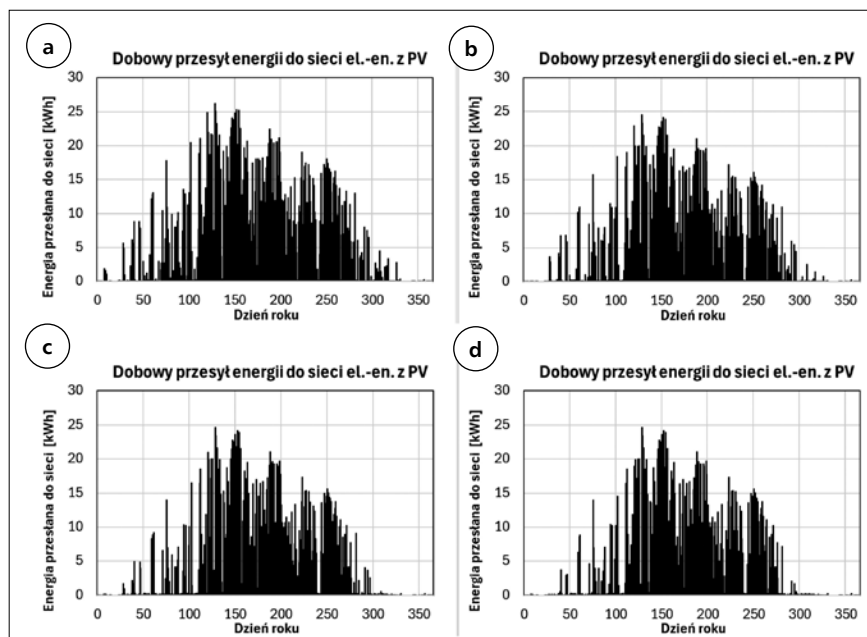 a
Dobowy przesył energii do sieci el.-en. z PV
Energia przesłana do sieci [kWh]
30
25
20
15
10
5
0
0 50 100 150 200 250 300 350
Dzień roku
b
Dobowy przesył energii do sieci el.-en. z PV
Energia przesłana do sieci [kWh]
30
25
20
15
10
5
0
0 50 100 150 200 250 300 350
Dzień roku
c
Dobowy przesył energii do sieci el.-en. z PV
Energia przesłana do sieci [kWh]
30
25
20
15
10
5
0
0 50 100 150 200 250 300 350
Dzień roku
d
Dobowy przesył energii do sieci el.-en. z PV
Energia przesłana do sieci [kWh]
30
25
20
15
10
5
0
0 50 100 150 200 250 300 350
Dzień roku